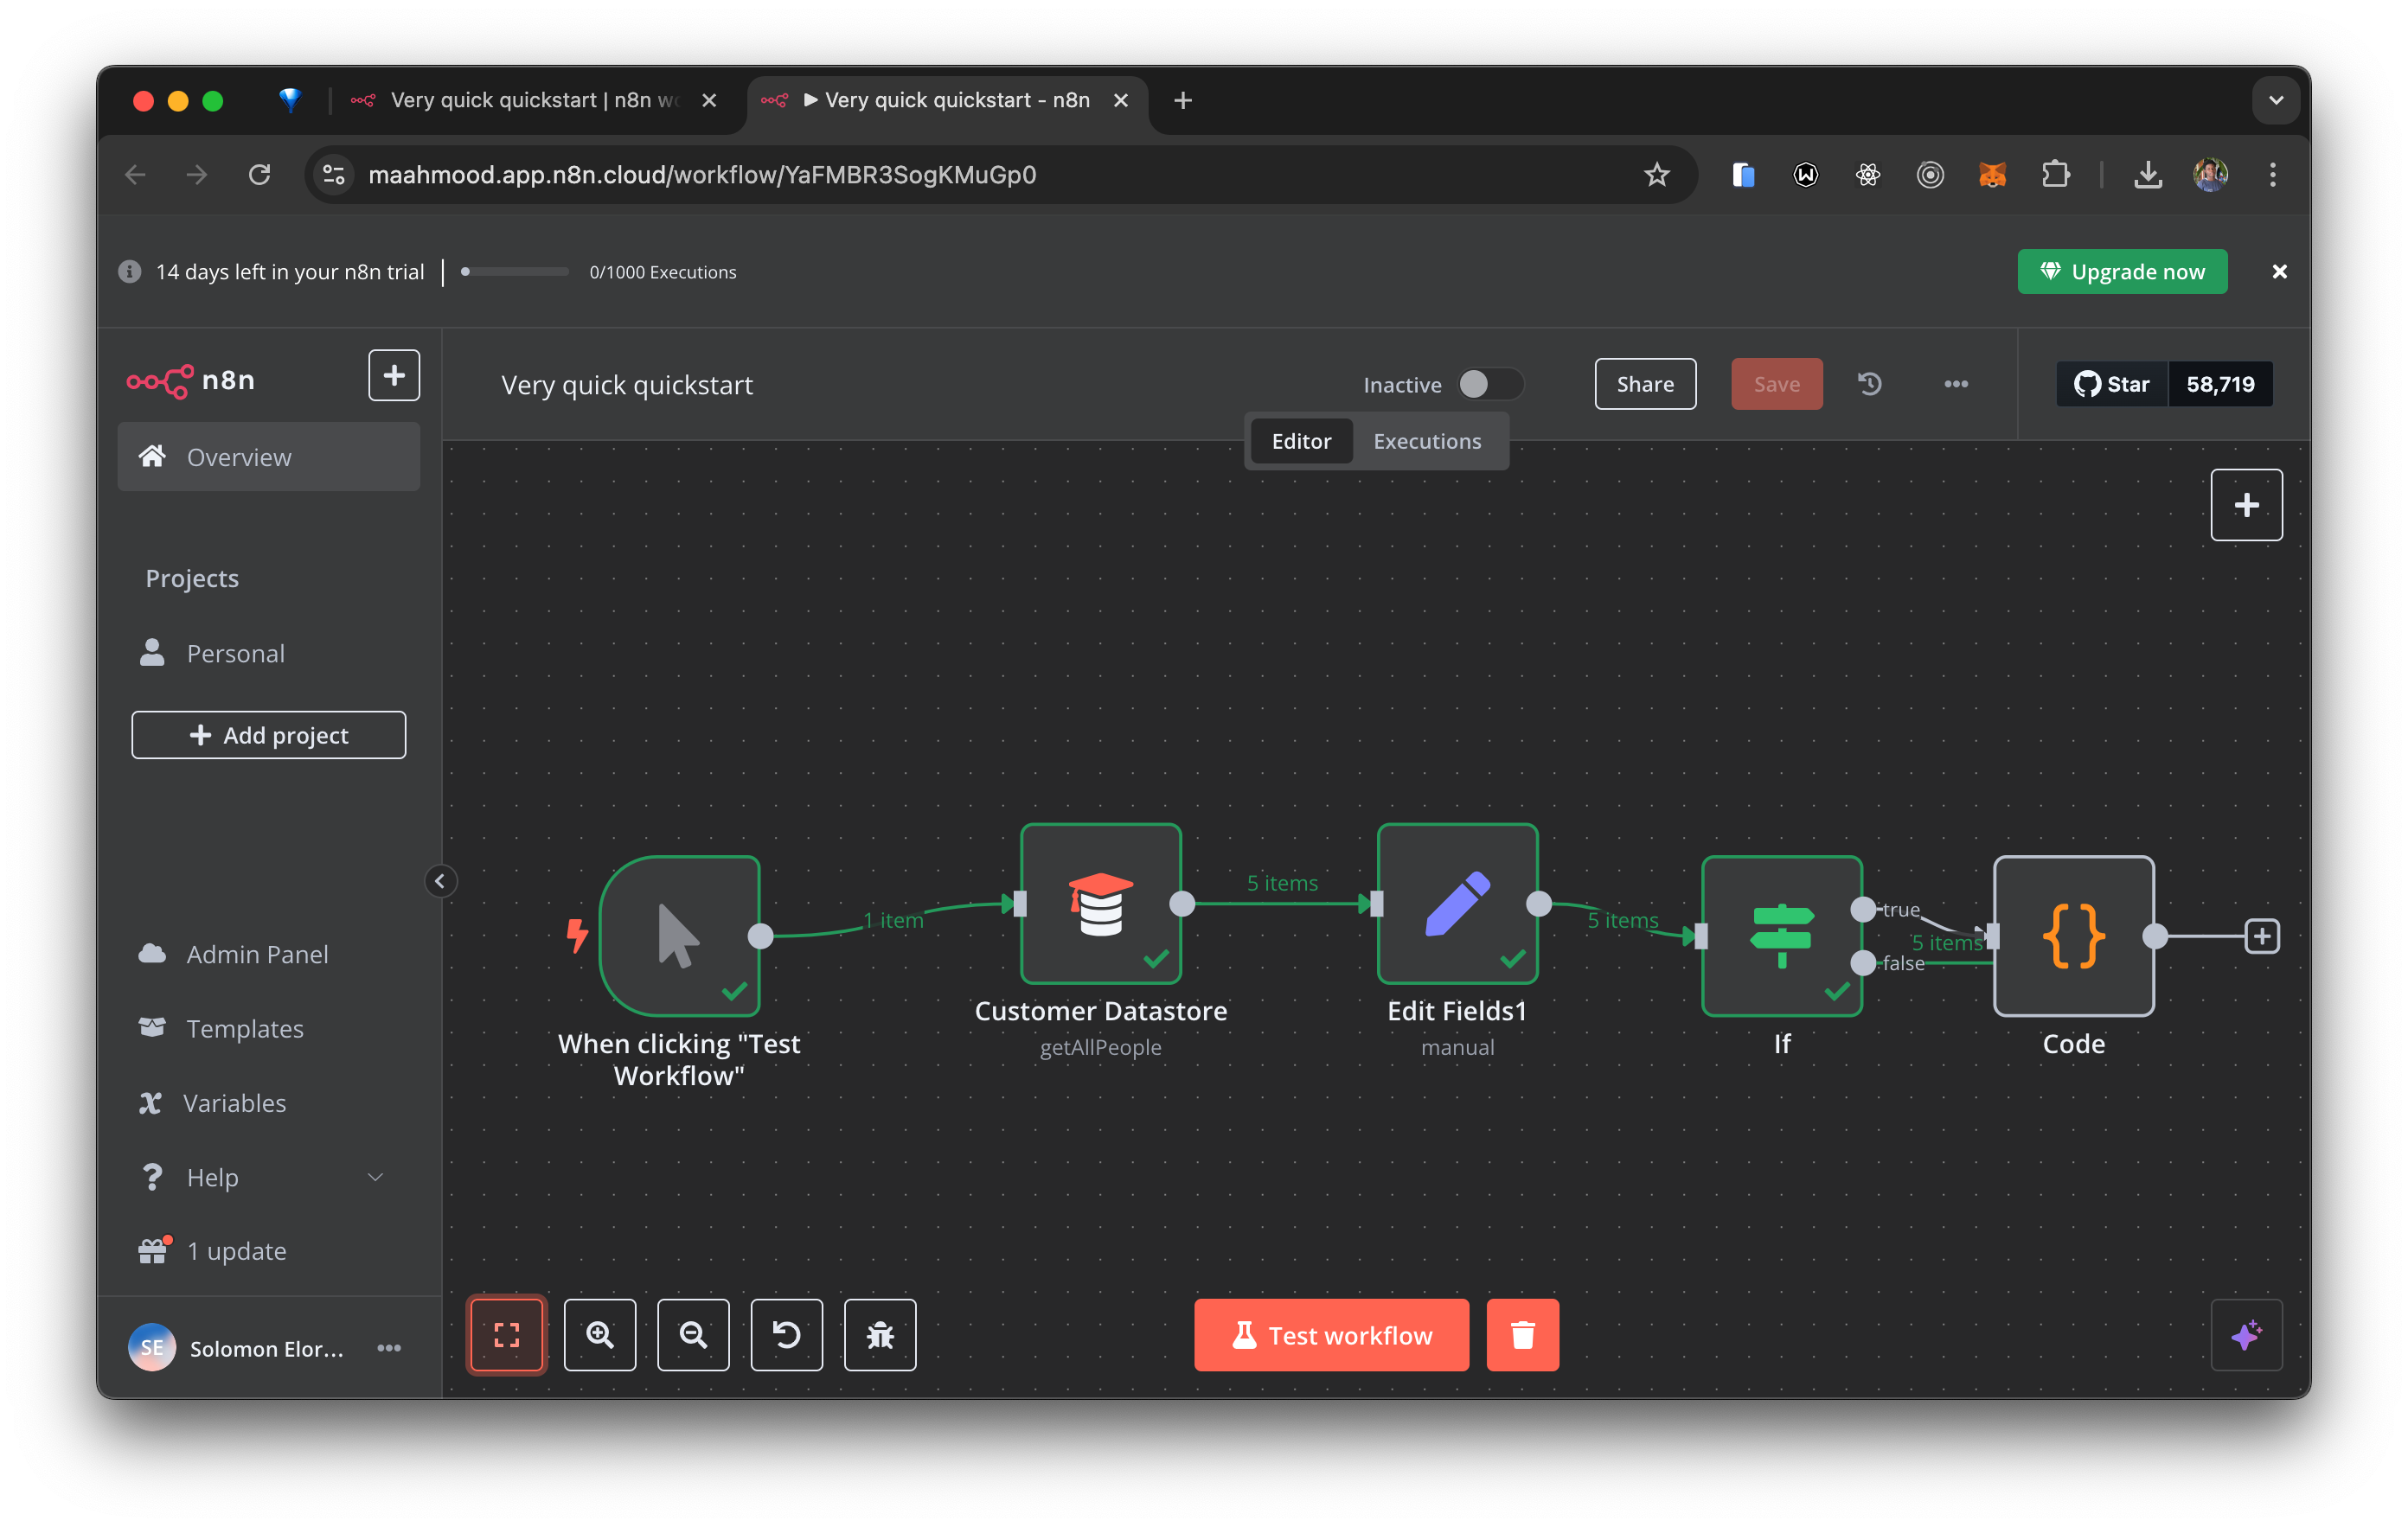 Very quick quickstart | n8n w
Very quick quickstart - n8n
maahmood.app.n8n.cloud/workflow/YaFMBR3SogKMuGp0
14 days left in your n8n trial
0/1000 Executions
Upgrade now
n8n
Very quick quickstart
Inactive
Share
Save
Star
58,719
Editor
Executions
Overview
Projects
Personal
Add project
Admin Panel
Templates
Variables
Help
1 update
SE
Solomon Elor...
1 item
5 items
5 items
true
5 items
false
When clicking "Test
Workflow"
Customer Datastore
getAllPeople
Edit Fields1
manual
If
{}
Code
Test workflow